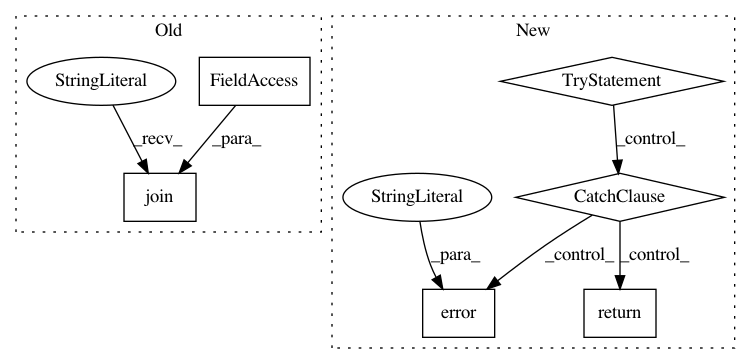 Old
New
StringLiteral
FieldAccess
TryStatement
_recv_
_para_
_control_
join
StringLiteral
CatchClause
_para_
_control_
_control_
error
return